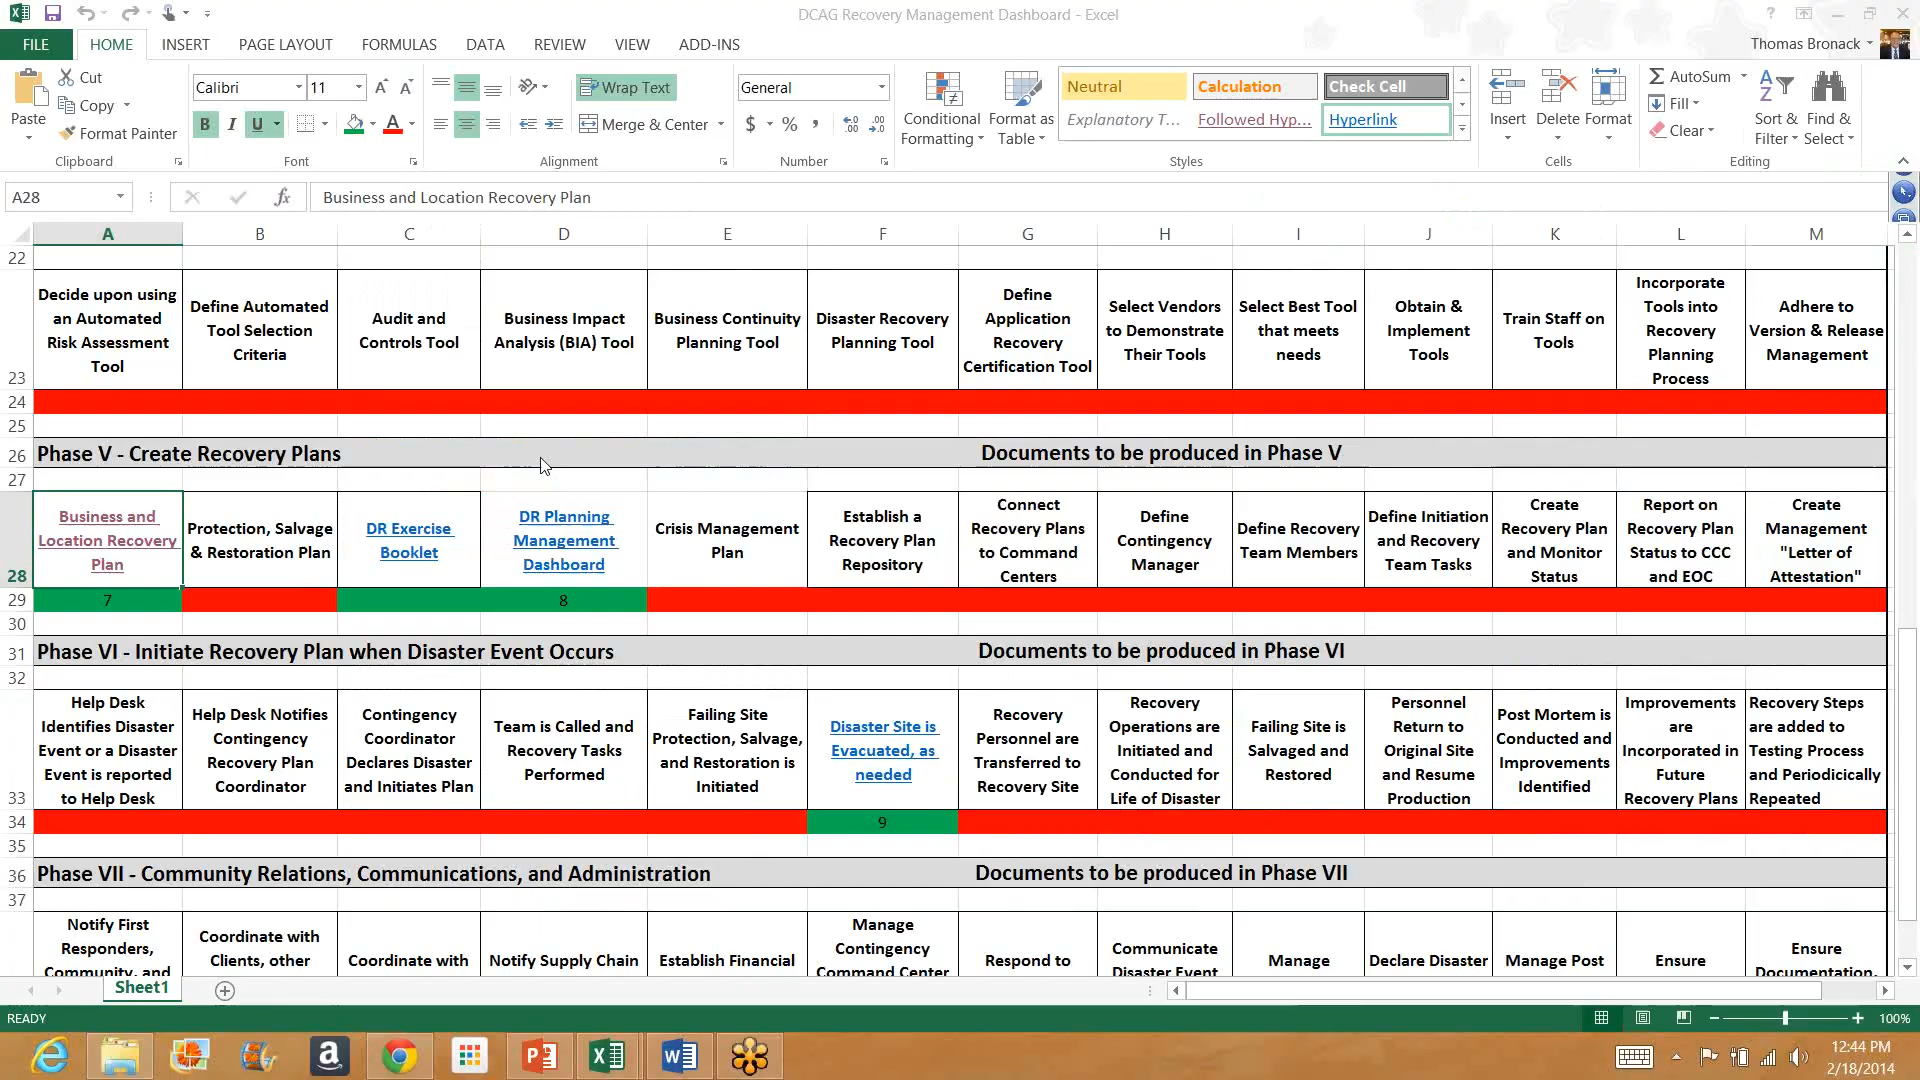 DCAG Recovery Management Dashboard - Excel
FILE HOME INSERT PAGE LAYOUT FORMULAS DATA REVIEW VIEW ADD-INS Thomas Bronack
Paste
Cut
Copy
Format Painter
Clipboard
Calibri 11
B I U
Font
Wrap Text
Merge & Center
Alignment
General
$ % ,
Number
Conditional Formatting
Format as Table
Neutral Calculation Check Cell
Explanatory T... Followed Hyp... Hyperlink
Styles
Insert Delete Format
Cells
AutoSum
Fill
Clear
Sort & Filter
Find & Select
Editing
A28 fx Business and Location Recovery Plan
A B C D E F G H I J K L M
22
23
Decide upon using an Automated Risk Assessment Tool
Define Automated Tool Selection Criteria
Audit and Controls Tool
Business Impact Analysis (BIA) Tool
Business Continuity Planning Tool
Disaster Recovery Planning Tool
Define Application Recovery Certification Tool
Select Vendors to Demonstrate Their Tools
Select Best Tool that meets needs
Obtain & Implement Tools
Train Staff on Tools
Incorporate Tools into Recovery Planning Process
Adhere to Version & Release Management
24
25
26 Phase V - Create Recovery Plans Documents to be produced in Phase V
27
28
Business and Location Recovery Plan
Protection, Salvage & Restoration Plan
DR Exercise Booklet
DR Planning Management Dashboard
Crisis Management Plan
Establish a Recovery Plan Repository
Connect Recovery Plans to Command Centers
Define Contingency Manager
Define Recovery Team Members
Define Initiation and Recovery Team Tasks
Create Recovery Plan and Monitor Status
Report on Recovery Plan Status to CCC and EOC
Create Management "Letter of Attestation"
29 7 8
30
31 Phase VI - Initiate Recovery Plan when Disaster Event Occurs Documents to be produced in Phase VI
32
33
Help Desk Identifies Disaster Event or a Disaster Event is reported to Help Desk
Help Desk Notifies Contingency Recovery Plan Coordinator
Contingency Coordinator Declares Disaster and Initiates Plan
Team is Called and Recovery Tasks Performed
Failing Site Protection, Salvage, and Restoration is Initiated
Disaster Site is Evacuated, as needed
Recovery Personnel are Transferred to Recovery Site
Recovery Operations are Initiated and Conducted for Life of Disaster
Failing Site is Salvaged and Restored
Personnel Return to Original Site and Resume Production
Post Mortem is Conducted and Improvements Identified
Improvements are Incorporated in Future Recovery Plans
Recovery Steps are added to Testing Process and Periodicically Repeated
34 9
35
36 Phase VII - Community Relations, Communications, and Administration Documents to be produced in Phase VII
37
Notify First Responders, Community, and
Coordinate with Clients, other
Coordinate with
Notify Supply Chain
Establish Financial
Manage Contingency Command Center
Respond to
Communicate Disaster Event
Manage
Declare Disaster
Manage Post
Ensure
Ensure Documentation,
Sheet1
READY 100%
12:44 PM
2/18/2014